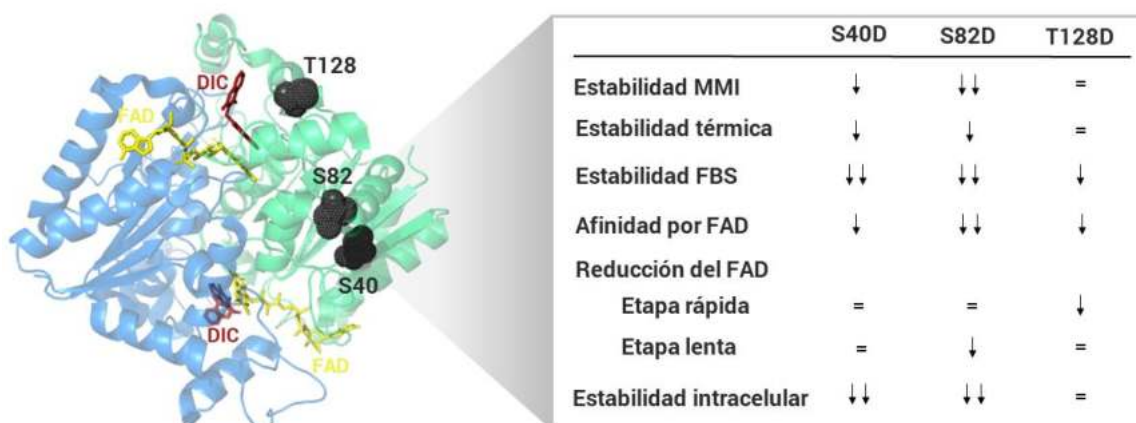 T128
DIC
FAD
S82
S40
DIC
FAD
S40D S82D T128D
Estabilidad MMI ↓ ↓↓ =
Estabilidad térmica ↓ ↓ =
Estabilidad FBS ↓↓ ↓↓ ↓
Afinidad por FAD ↓ ↓↓ ↓
Reducción del FAD
Etapa rápida = = ↓
Etapa lenta = ↓ =
Estabilidad intracelular ↓↓ ↓↓ =